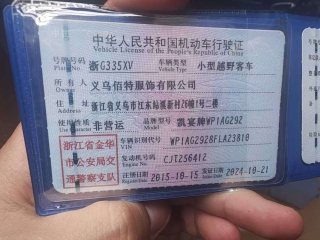 中华人民共和国机动车行驶证
Vehicle License of the People's Republic of China
号牌号码 浙G335XV 车辆类型 小型越野客车
Plate No. Vehicle Type
所有人 义乌佰特服饰有限公司
Owner
住址 浙江省义乌市江东 新村26幢1号二楼
Address
使用性质 非营运 品牌型号 凯宴牌WP1AG292
Use Character Model
浙江省金华
市公安局交
通警察支队
车辆识别代号 WP1AG2928FLA23810
VIN
发动机号码 CJT256412
Engine No.
注册日期 2015-10-15 发证日期 2024-10-21
Register Date Issue Date